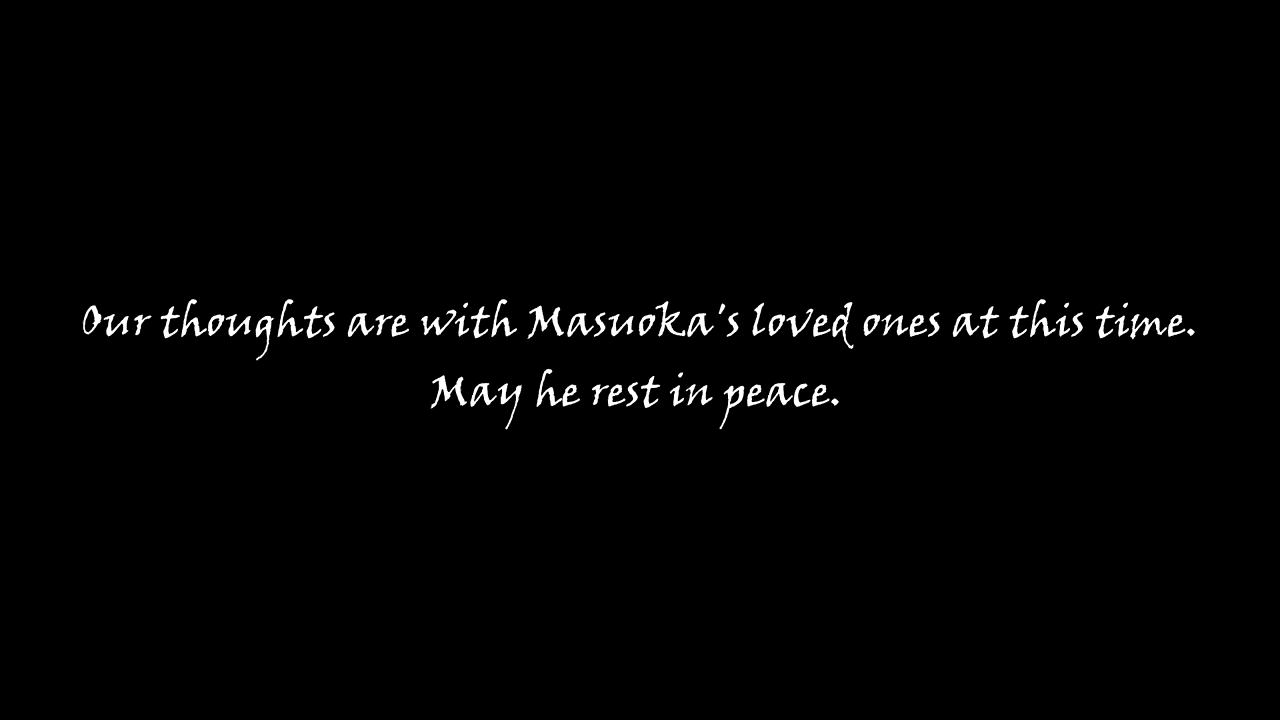 Our thoughts are with Masuoka's loved ones at this time.
May he rest in peace.